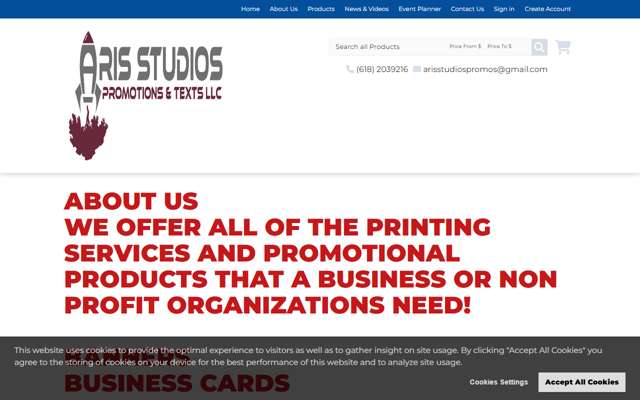 Home About Us Products News & Videos Event Planner Contact Us Sign in Create Account
ARIS STUDIOS
PROMOTIONS & TEXTS LLC
Search all Products Price From $ Price To $
(618) 2039216 arisstudiospromos@gmail.com
ABOUT US
WE OFFER ALL OF THE PRINTING
SERVICES AND PROMOTIONAL
PRODUCTS THAT A BUSINESS OR NON
PROFIT ORGANIZATIONS NEED!
BANNERS
This website uses cookies to provide the optimal experience to visitors as well as to gather insight on site usage. By clicking "Accept All Cookies" you
agree to the storing of cookies on your device for the best performance of this website and to analyze site usage.
BUSINESS CARDS
Cookies Settings Accept All Cookies